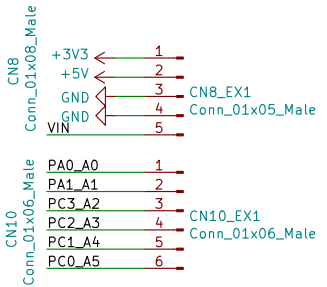 CN8
Conn_01x08_Male
+3V3 1
+5V 2
GND 3
GND 4
VIN 5
CN8_EX1
Conn_01x05_Male
CN10
Conn_01x06_Male
PA0_A0 1
PA1_A1 2
PC3_A2 3
PC2_A3 4
PC1_A4 5
PC0_A5 6
CN10_EX1
Conn_01x06_Male